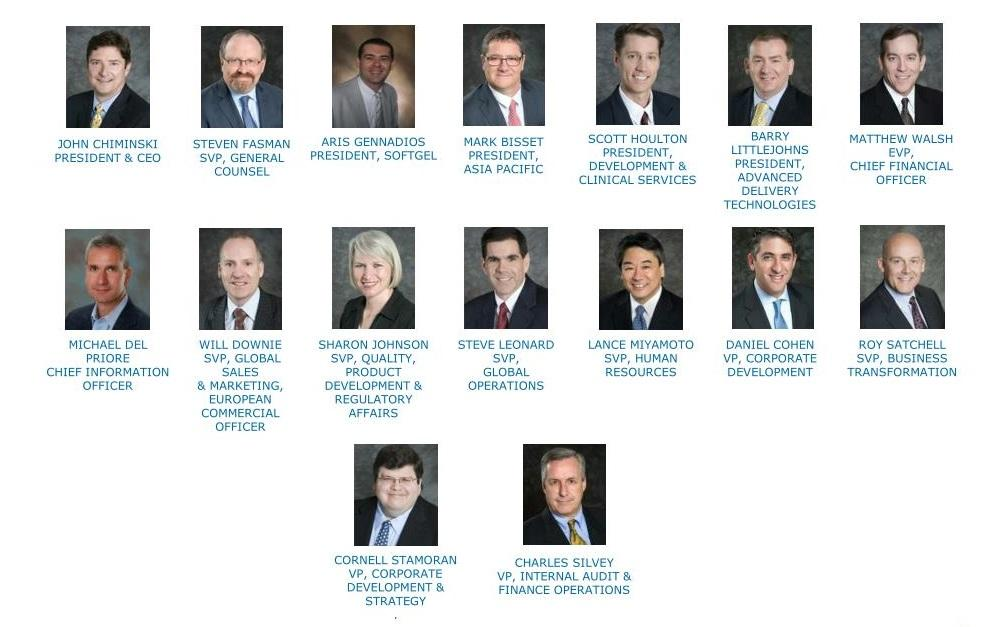 JOHN CHIMINSKI
PRESIDENT & CEO
STEVEN FASMAN
SVP, GENERAL
COUNSEL
ARIS GENNADIOS
PRESIDENT, SOFTGEL
MARK BISSET
PRESIDENT,
ASIA PACIFIC
SCOTT HOULTON
PRESIDENT,
DEVELOPMENT &
CLINICAL SERVICES
BARRY
LITTLEJOHNS
PRESIDENT,
ADVANCED
DELIVERY
TECHNOLOGIES
MATTHEW WALSH
EVP,
CHIEF FINANCIAL
OFFICER
MICHAEL DEL
PRIORE
CHIEF INFORMATION
OFFICER
WILL DOWNIE
SVP, GLOBAL
SALES
& MARKETING,
EUROPEAN
COMMERCIAL
OFFICER
SHARON JOHNSON
SVP, QUALITY,
PRODUCT
DEVELOPMENT &
REGULATORY
AFFAIRS
STEVE LEONARD
SVP,
GLOBAL
OPERATIONS
LANCE MIYAMOTO
SVP, HUMAN
RESOURCES
DANIEL COHEN
VP, CORPORATE
DEVELOPMENT
ROY SATCHELL
SVP, BUSINESS
TRANSFORMATION
CORNELL STAMORAN
VP, CORPORATE
DEVELOPMENT &
STRATEGY
.
CHARLES SILVEY
VP, INTERNAL AUDIT &
FINANCE OPERATIONS